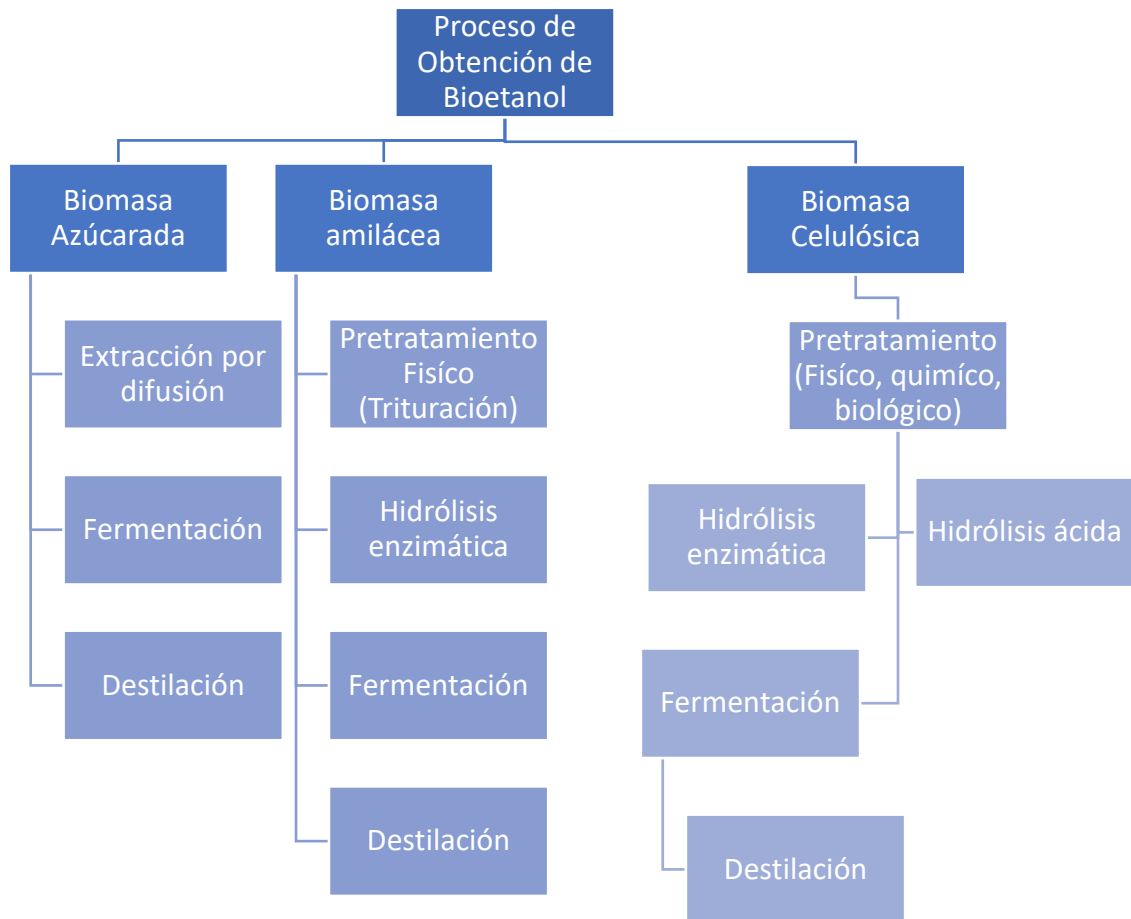 Proceso de
Obtención de
Bioetanol
Biomasa
Azúcarada
Biomasa
amilácea
Biomasa
Celulósica
Extracción por
difusión
Pretratamiento
Fisíco
(Trituración)
Pretratamiento
(Fisíco, quimíco,
biológico)
Fermentación
Hidrólisis
enzimática
Hidrólisis
enzimática
Hidrólisis ácida
Destilación
Fermentación
Fermentación
Destilación
Destilación